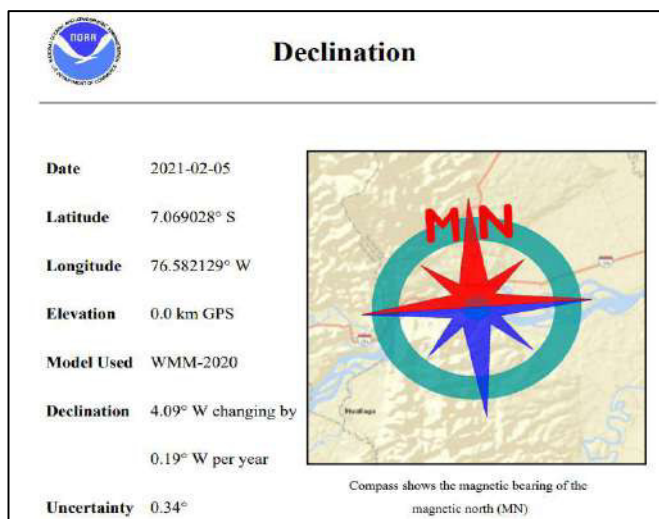 NOAA
Declination
Date 2021-02-05
Latitude 7.069028° S
Longitude 76.582129° W
Elevation 0.0 km GPS
Model Used WMM-2020
Declination 4.09° W changing by
0.19° W per year
Uncertainty 0.34°
MN
Huallaga
Compass shows the magnetic bearing of the
magnetic north (MN)